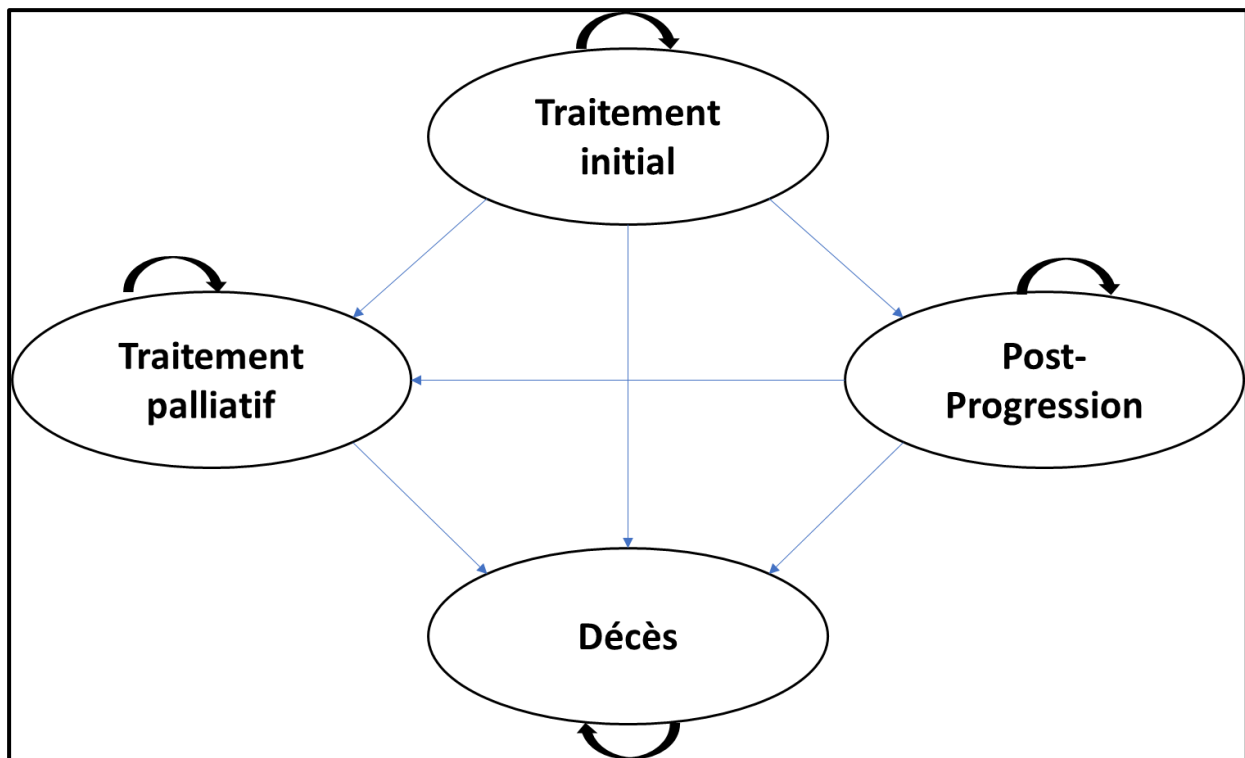 Traitement
initial
Traitement
palliatif
Post-
Progression
Décès